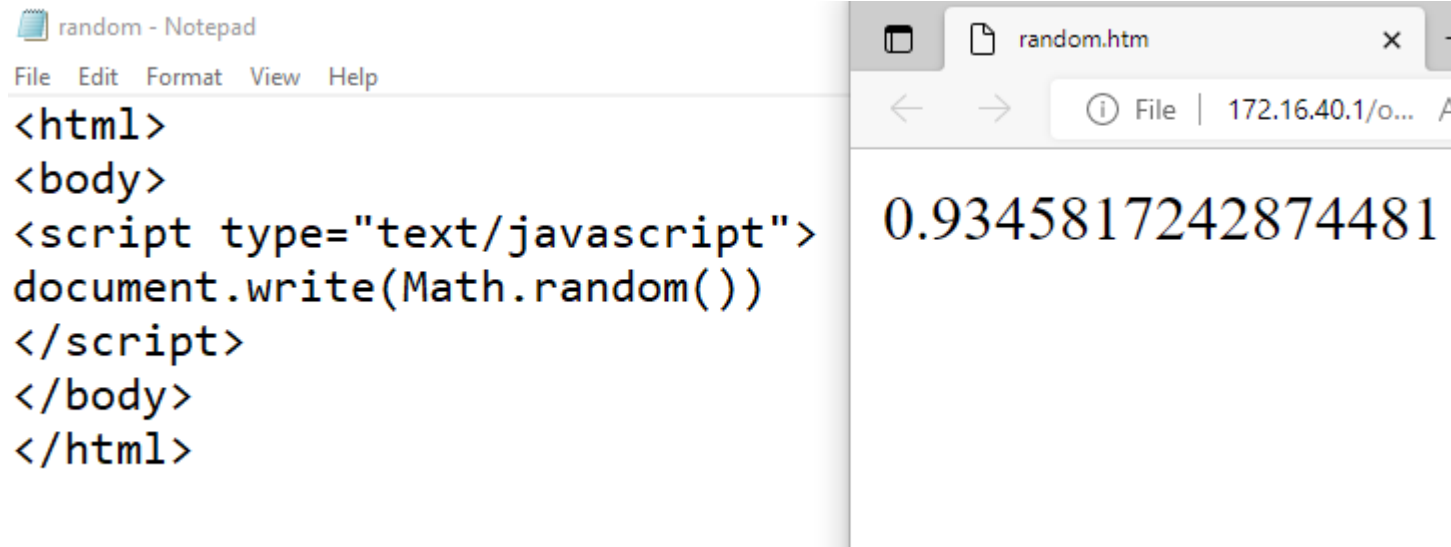 random - Notepad
File Edit Format View Help
<html>
<body>
<script type="text/javascript">
document.write(Math.random())
</script>
</body>
</html>
random.htm
File | 172.16.40.1/o... A
0.9345817242874481